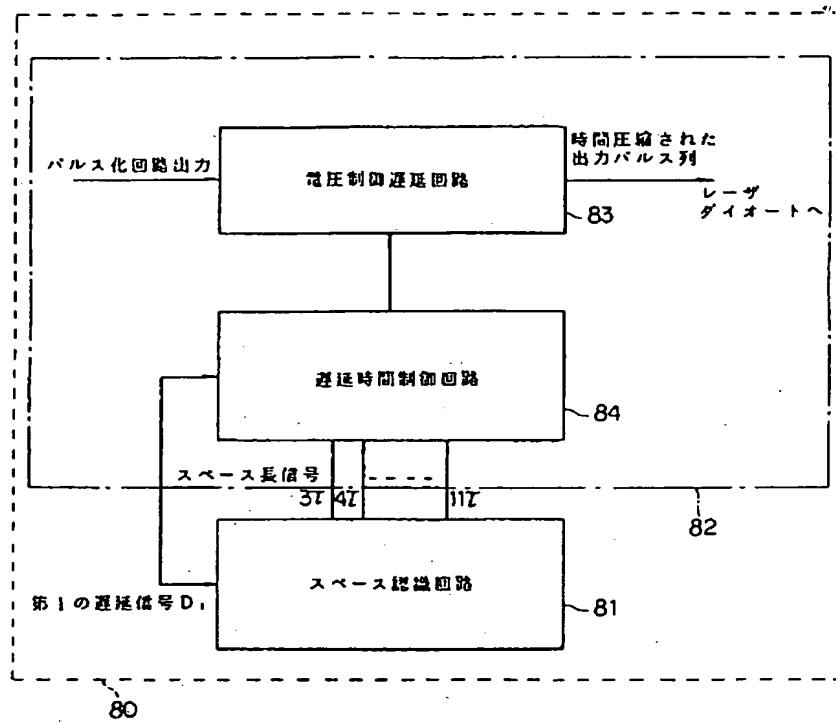 パルス化回路出力
電圧制御遅延回路
時間圧縮された
出力パルス列
レーザ
ダイオードへ
83
遅延時間制御回路
84
スペース長信号
3τ 4τ ----- 11τ
82
スペース認識回路
第1の遅延信号D₁
81
80